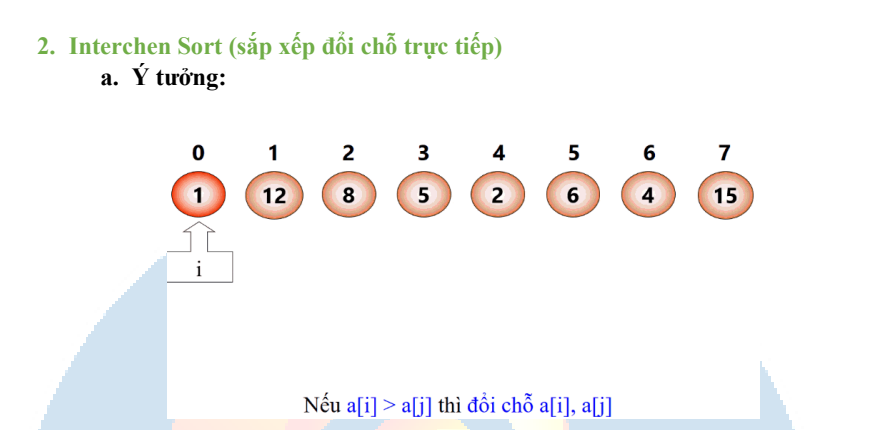 2. Interchen Sort (sắp xếp đổi chỗ trực tiếp)
a. Ý tưởng:
0 1 2 3 4 5 6 7
1 12 8 5 2 6 4 15
i
Nếu a[i] > a[j] thì đổi chỗ a[i], a[j]